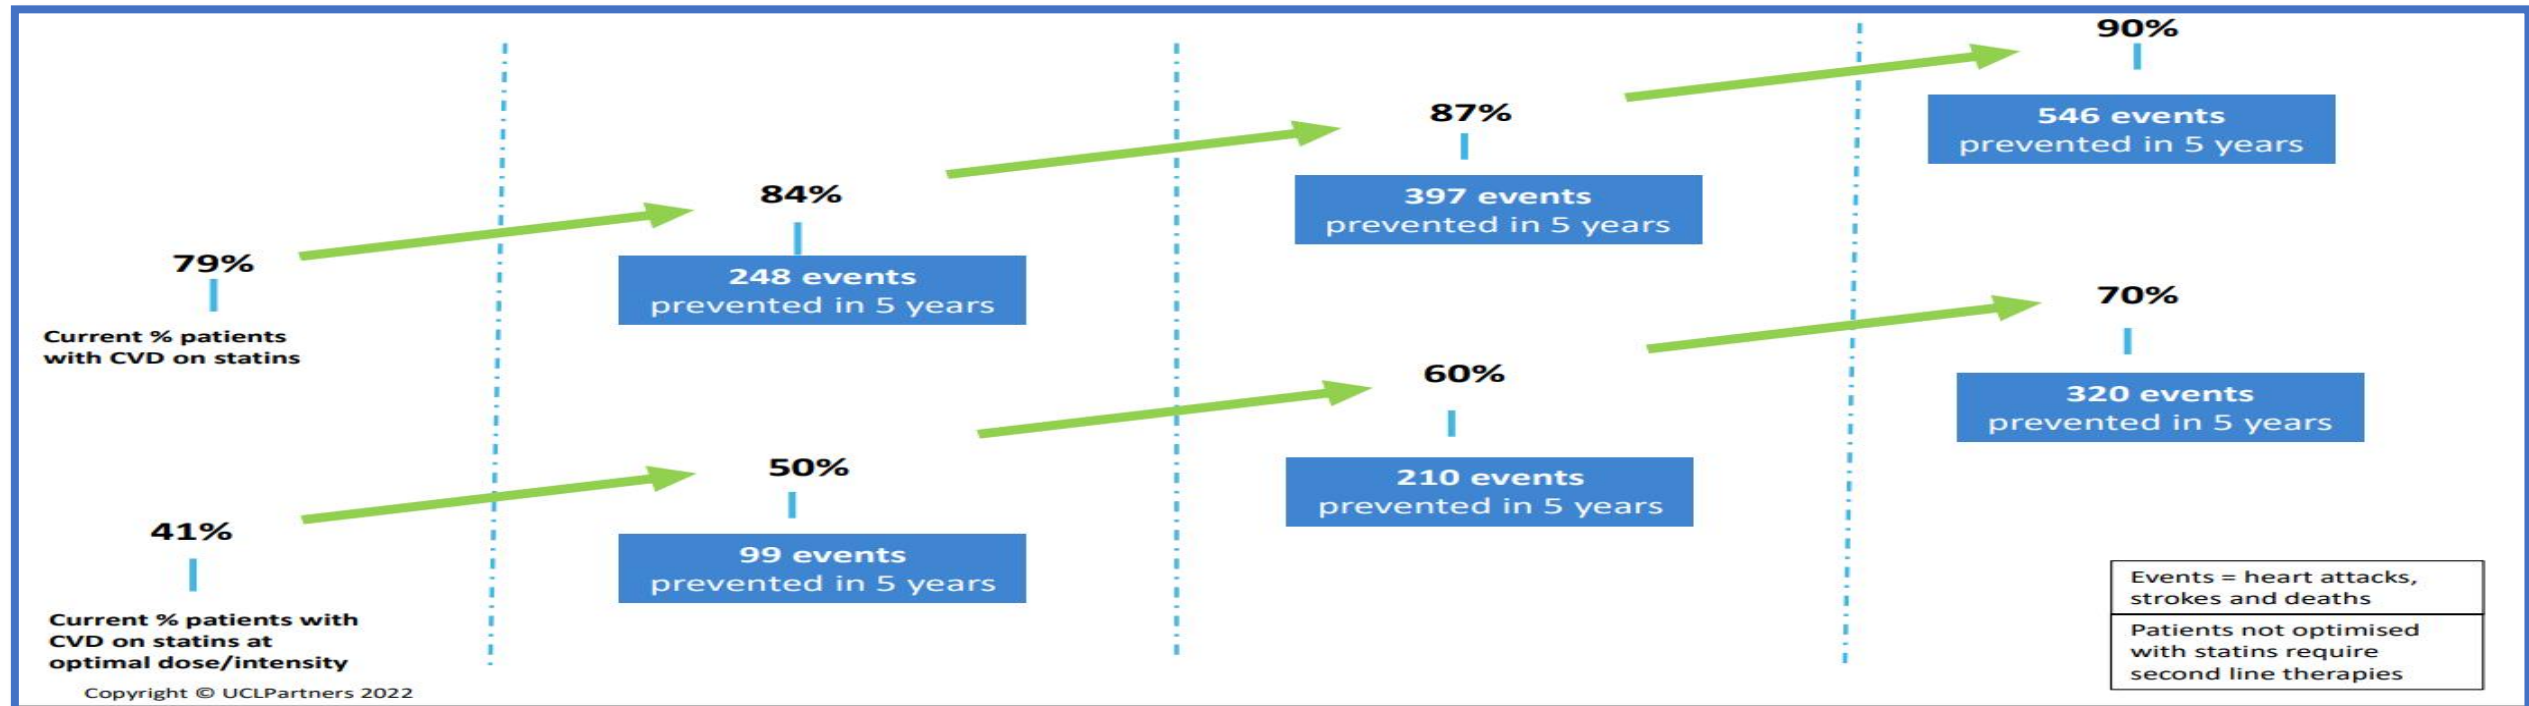 90%
546 events
prevented in 5 years
87%
397 events
prevented in 5 years
84%
248 events
prevented in 5 years
79%
Current % patients
with CVD on statins
70%
320 events
prevented in 5 years
60%
210 events
prevented in 5 years
50%
99 events
prevented in 5 years
41%
Current % patients with
CVD on statins at
optimal dose/intensity
Events = heart attacks,
strokes and deaths
Patients not optimised
with statins require
second line therapies
Copyright © UCLPartners 2022